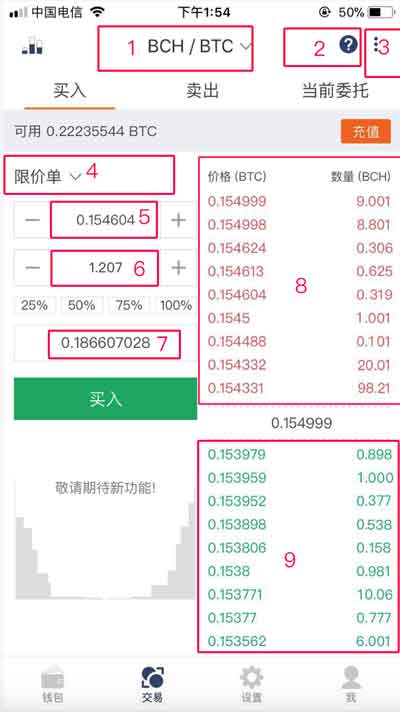 中国电信 下午1:54 50%
1 BCH / BTC 2 ? 3
买入 卖出 当前委托
可用 0.22235544 BTC 充值
限价单 4
0.154604 5
1.207 6
25% 50% 75% 100%
0.186607028 7
买入
敬请期待新功能!
价格 (BTC) 数量 (BCH)
0.154999 9.001
0.154998 8.801
0.154624 0.306
0.154613 0.625
8
0.154604 0.319
0.1545 1.001
0.154488 0.101
0.154332 20.01
0.154331 98.21
0.154999
0.153979 0.898
0.153959 1.000
0.153952 0.377
0.153898 0.538
0.153806 0.158
9
0.1538 0.981
0.153771 10.06
0.15377 0.777
0.153562 6.001
钱包 交易 设置 我